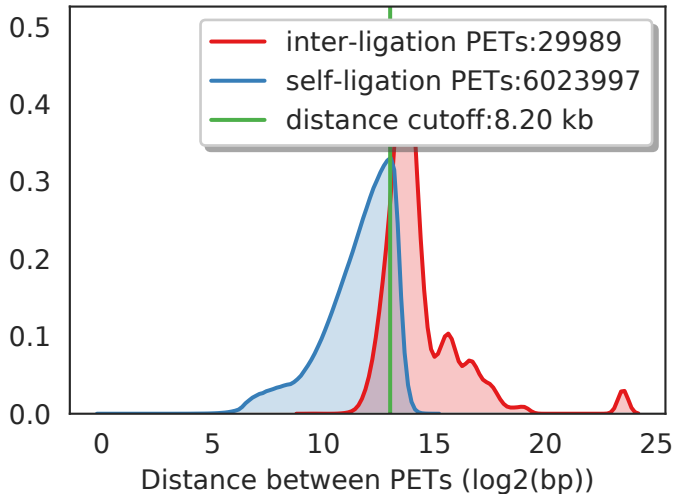 0.5
0.4
0.3
0.2
0.1
0.0
inter-ligation PETs:29989
self-ligation PETs:6023997
distance cutoff:8.20 kb
0 5 10 15 20 25
Distance between PETs (log2(bp))